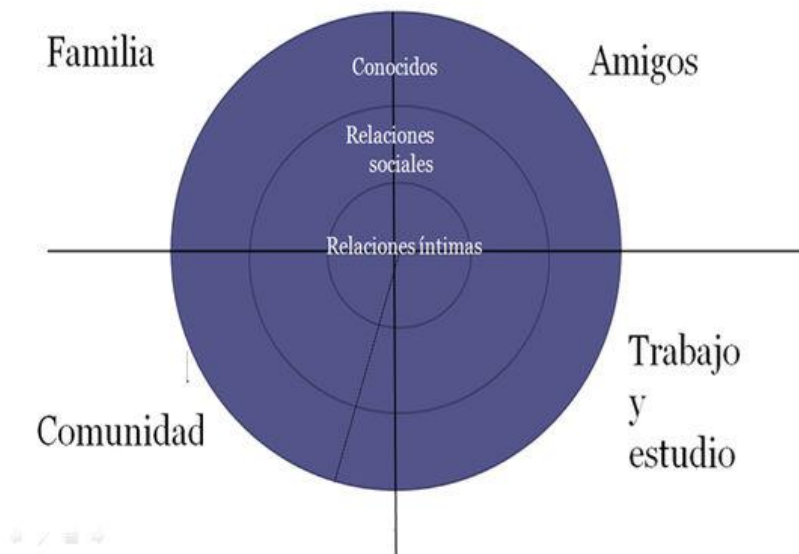 Familia
Conocidos
Amigos
Relaciones
sociales
Relaciones íntimas
Trabajo
y
estudio
Comunidad